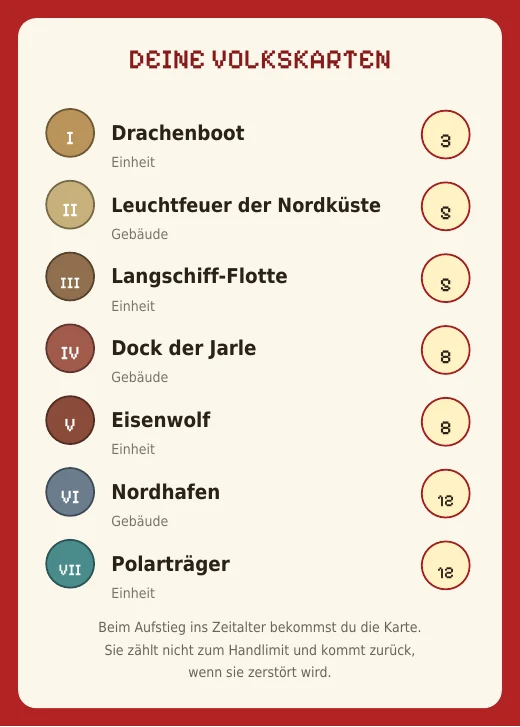 DEINE VOLKSKARTEN
I Drachenboot 3
Einheit
II Leuchtfeuer der Nordküste 5
Gebäude
III Langschiff-Flotte 5
Einheit
IV Dock der Jarle 8
Gebäude
V Eisenwolf 8
Einheit
VI Nordhafen 12
Gebäude
VII Polarträger 12
Einheit
Beim Aufstieg ins Zeitalter bekommst du die Karte.
Sie zählt nicht zum Handlimit und kommt zurück,
wenn sie zerstört wird.